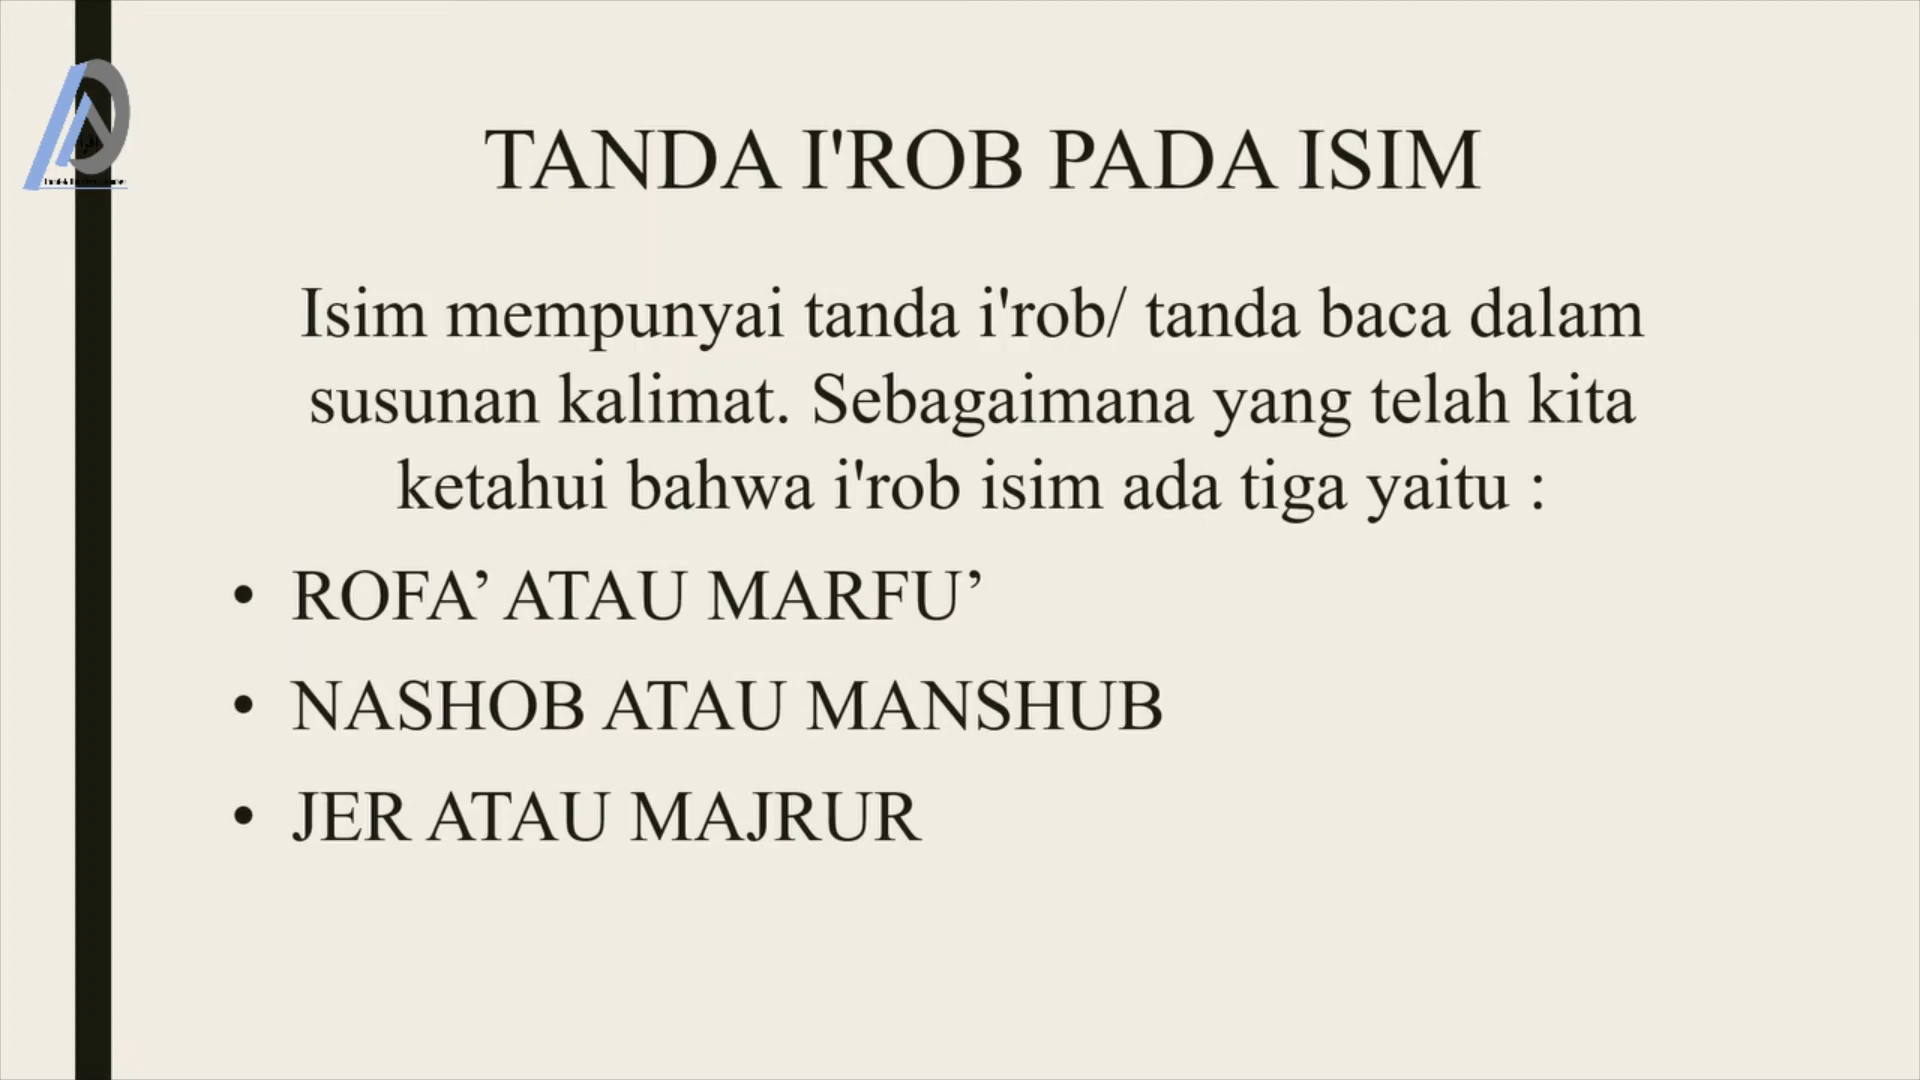 TANDA I'ROB PADA ISIM
Isim mempunyai tanda i'rob/ tanda baca dalam
susunan kalimat. Sebagaimana yang telah kita
ketahui bahwa i'rob isim ada tiga yaitu :
• ROFA’ ATAU MARFU’
• NASHOB ATAU MANSHUB
• JER ATAU MAJRUR